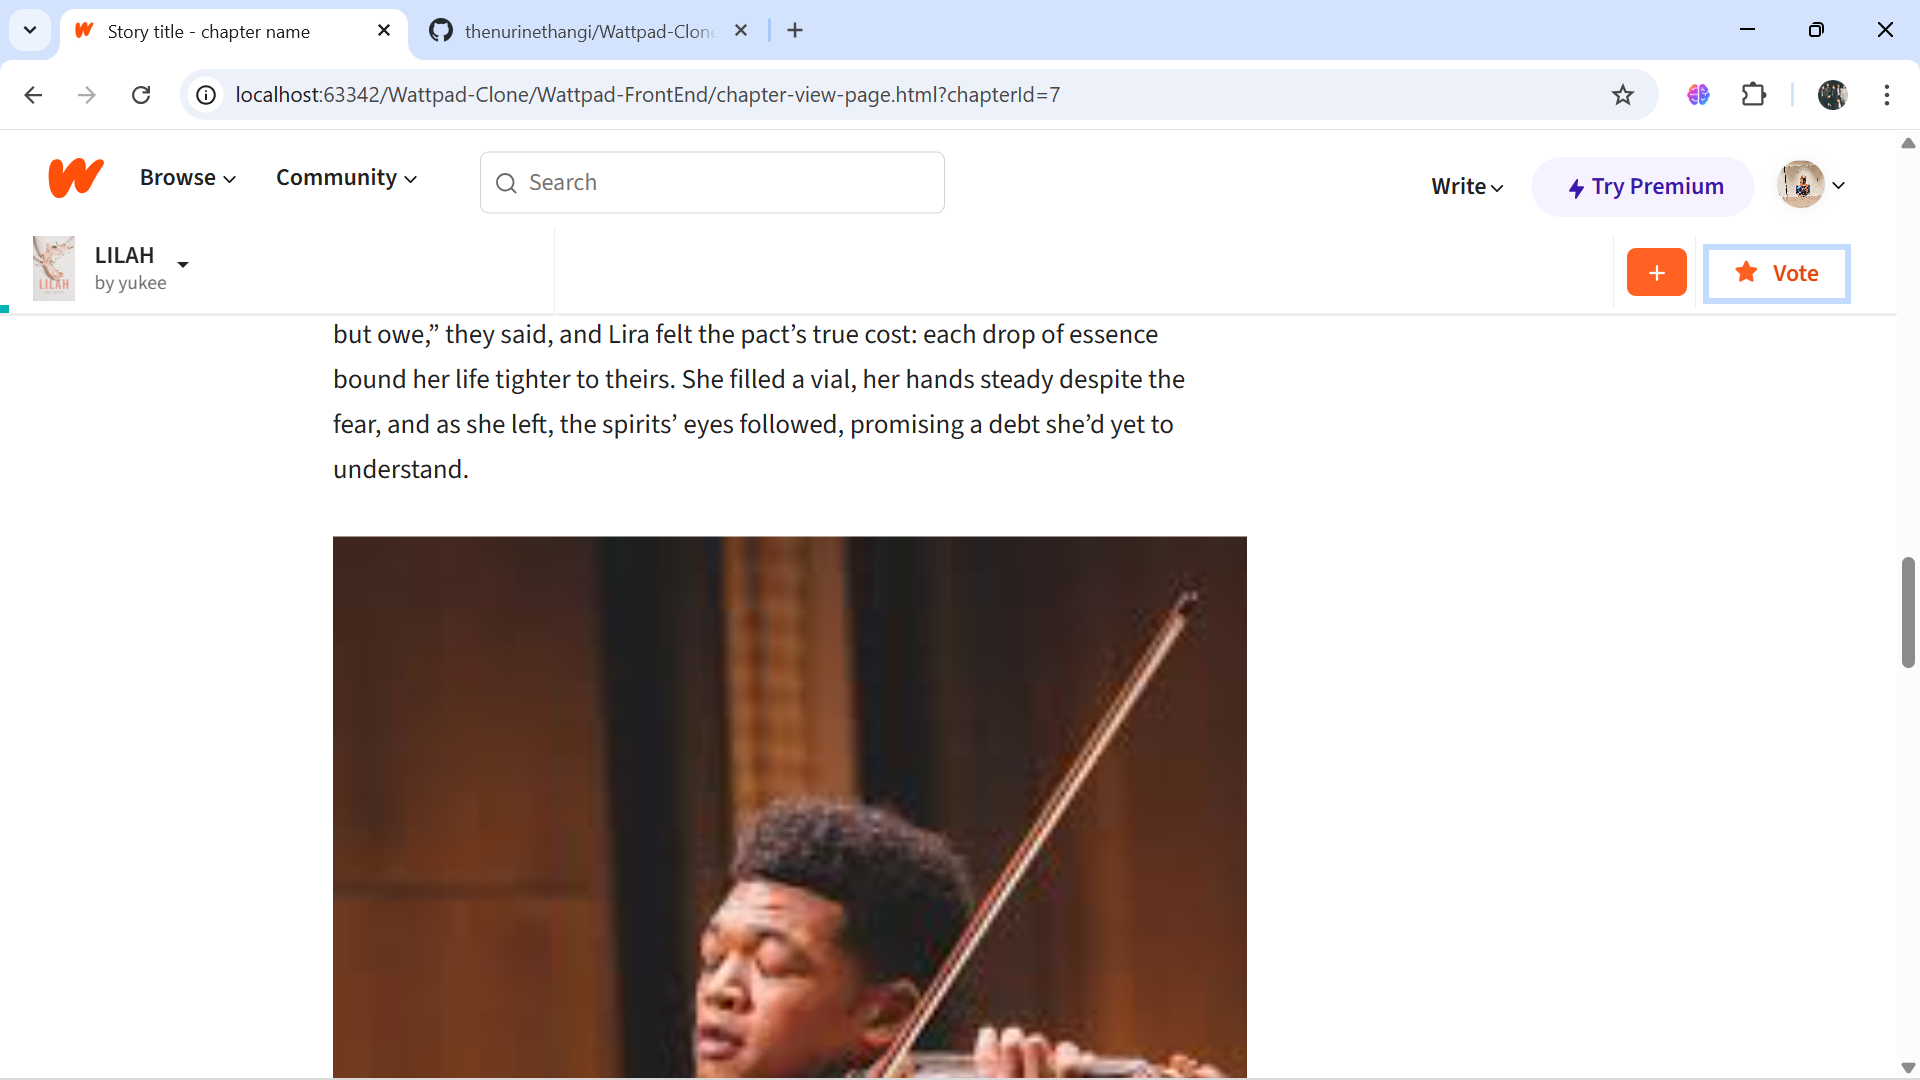 Story title - chapter name
thenurinethangi/Wattpad-Clone
localhost:63342/Wattpad-Clone/Wattpad-FrontEnd/chapter-view-page.html?chapterId=7
Browse
Community
Search
Write
Try Premium
LILAH
LILAH
by yukee
+
Vote
but owe,” they said, and Lira felt the pact’s true cost: each drop of essence
bound her life tighter to theirs. She filled a vial, her hands steady despite the
fear, and as she left, the spirits’ eyes followed, promising a debt she’d yet to
understand.